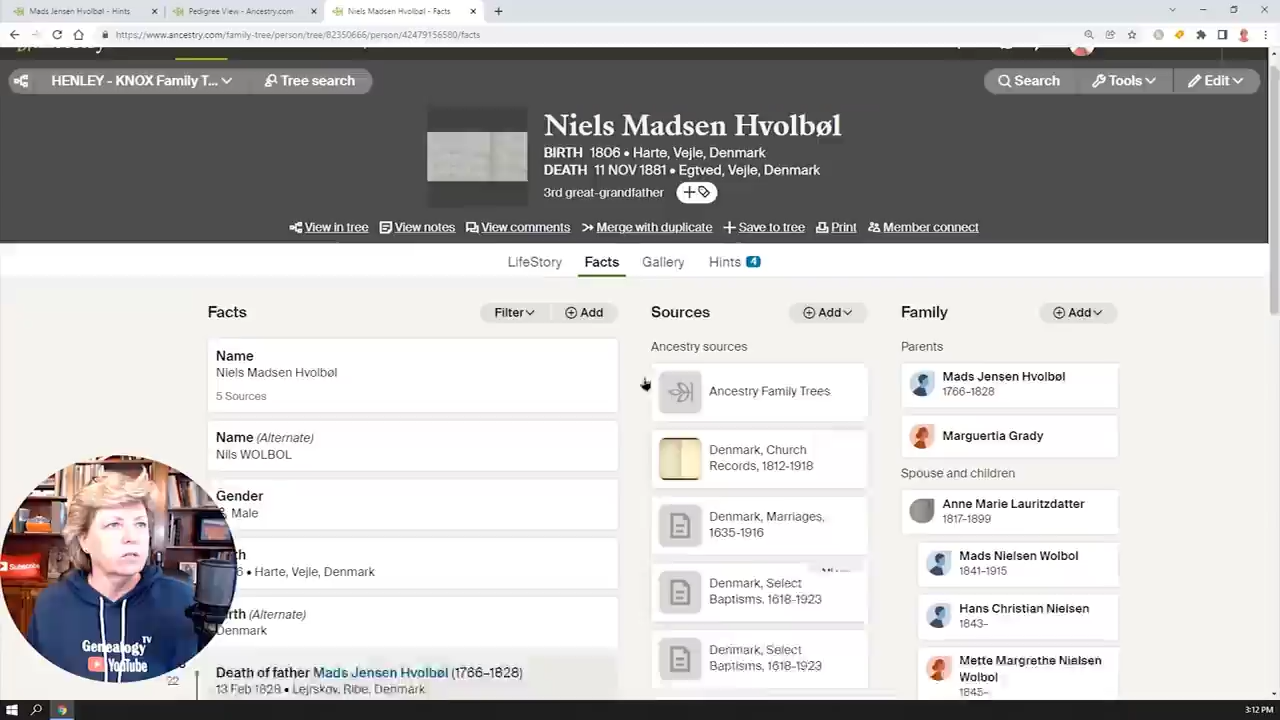 Mads Jensen Hvolbøl - Hints
Pedigree View - Ancestry.com
Niels Madsen Hvolbøl - Facts
https://www.ancestry.com/family-tree/person/tree/82350666/person/42479156580/facts
HENLEY - KNOX Family T...
Tree search
Search
Tools
Edit
Niels Madsen Hvolbøl
BIRTH 1806 • Harte, Vejle, Denmark
DEATH 11 NOV 1881 • Egtved, Vejle, Denmark
3rd great-grandfather
View in tree
View notes
View comments
Merge with duplicate
Save to tree
Print
Member connect
LifeStory
Facts
Gallery
Hints 4
Facts
Filter
Add
Name
Niels Madsen Hvolbøl
5 Sources
Name (Alternate)
Nils WOLBOL
Gender
Male
• Harte, Vejle, Denmark
(Alternate)
Denmark
22
Death of father Mads Jensen Hvolbøl (1766–1828)
13 Feb 1828 • Lejrskov, Ribe, Denmark
Sources
Add
Ancestry sources
Ancestry Family Trees
Denmark, Church
Records, 1812-1918
Denmark, Marriages,
1635-1916
Denmark, Select
Baptisms, 1618-1923
Denmark, Select
Baptisms, 1618-1923
Family
Add
Parents
Mads Jensen Hvolbøl
1766–1828
Marguertia Grady
Spouse and children
Anne Marie Lauritzdatter
1817–1899
Mads Nielsen Wolbol
1841–1915
Hans Christian Nielsen
1843–
Mette Margrethe Nielsen
Wolbol
1845–
Subscribe
Genealogy TV
YouTube
3:12 PM